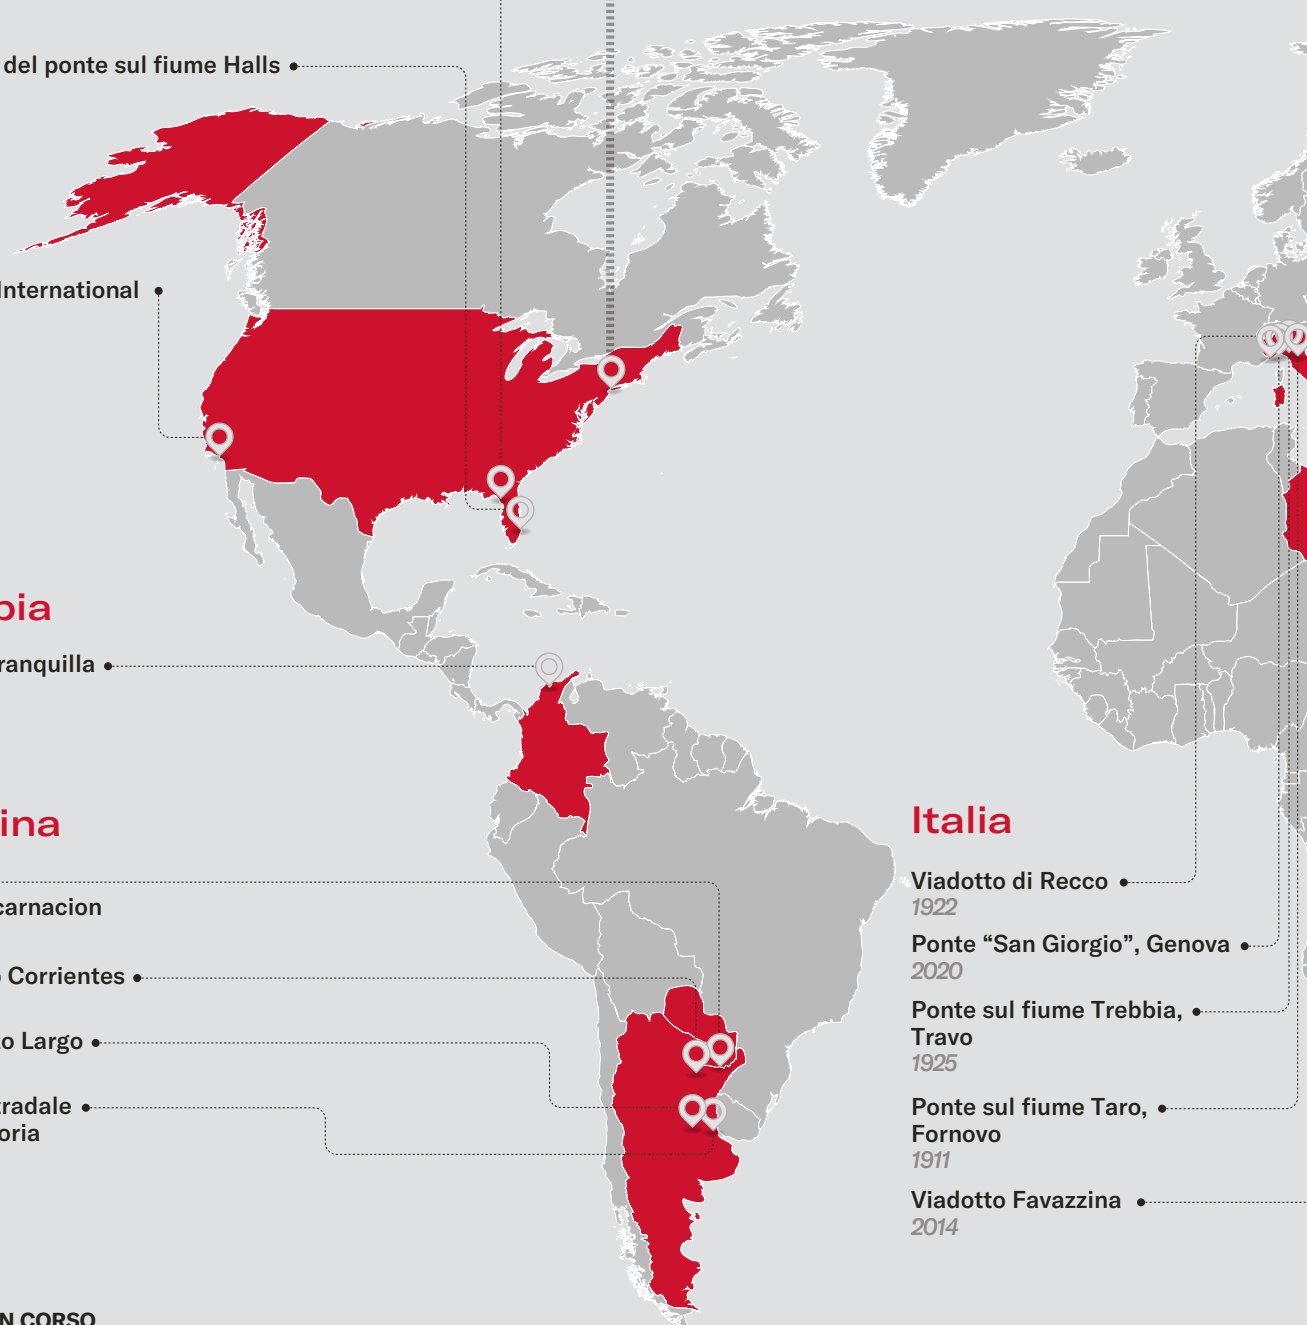 del ponte sul fiume Halls
International
bia
ranquilla
ina
carnacion
Corrientes
o Largo
radale
oria
N CORSO
Italia
Viadotto di Recco
1922
Ponte “San Giorgio”, Genova
2020
Ponte sul fiume Trebbia,
Travo
1925
Ponte sul fiume Taro,
Fornovo
1911
Viadotto Favazzina
2014